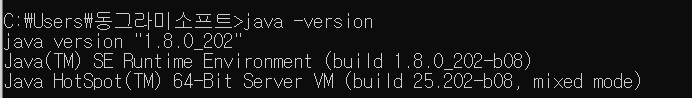 C:₩Users₩동그라미소프트>java -version
java version "1.8.0_202"
Java(TM) SE Runtime Environment (build 1.8.0_202-b08)
Java HotSpot(TM) 64-Bit Server VM (build 25.202-b08, mixed mode)